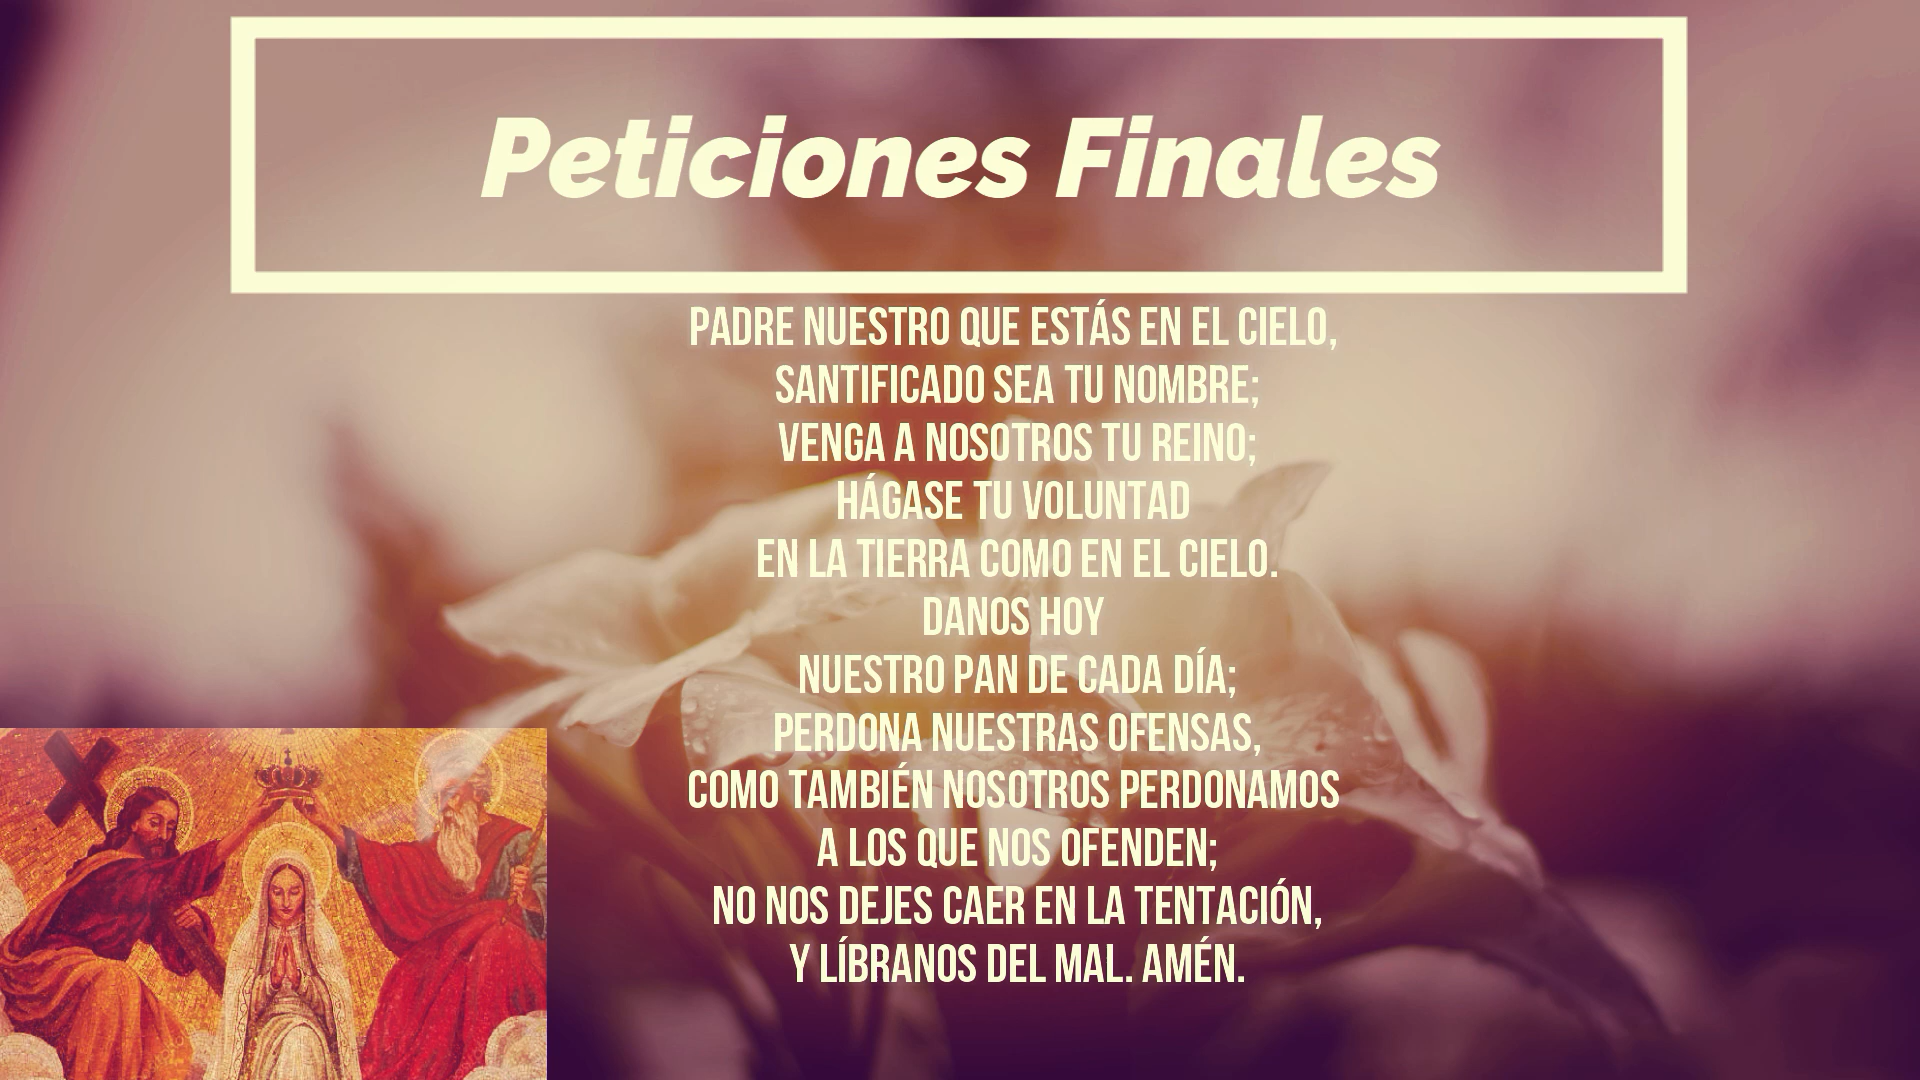 Peticiones Finales
PADRE NUESTRO QUE ESTÁS EN EL CIELO,
SANTIFICADO SEA TU NOMBRE;
VENGA A NOSOTROS TU REINO;
HÁGASE TU VOLUNTAD
EN LA TIERRA COMO EN EL CIELO.
DANOS HOY
NUESTRO PAN DE CADA DÍA;
PERDONA NUESTRAS OFENSAS,
COMO TAMBIÉN NOSOTROS PERDONAMOS
A LOS QUE NOS OFENDEN;
NO NOS DEJES CAER EN LA TENTACIÓN,
Y LÍBRANOS DEL MAL. AMÉN.